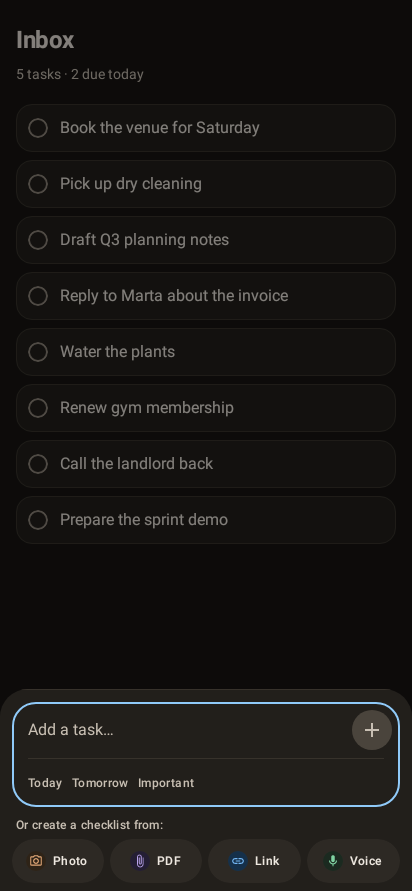 Inbox
5 tasks · 2 due today
Book the venue for Saturday
Pick up dry cleaning
Draft Q3 planning notes
Reply to Marta about the invoice
Water the plants
Renew gym membership
Call the landlord back
Prepare the sprint demo
Add a task…
Today Tomorrow Important
Or create a checklist from:
Photo PDF Link Voice